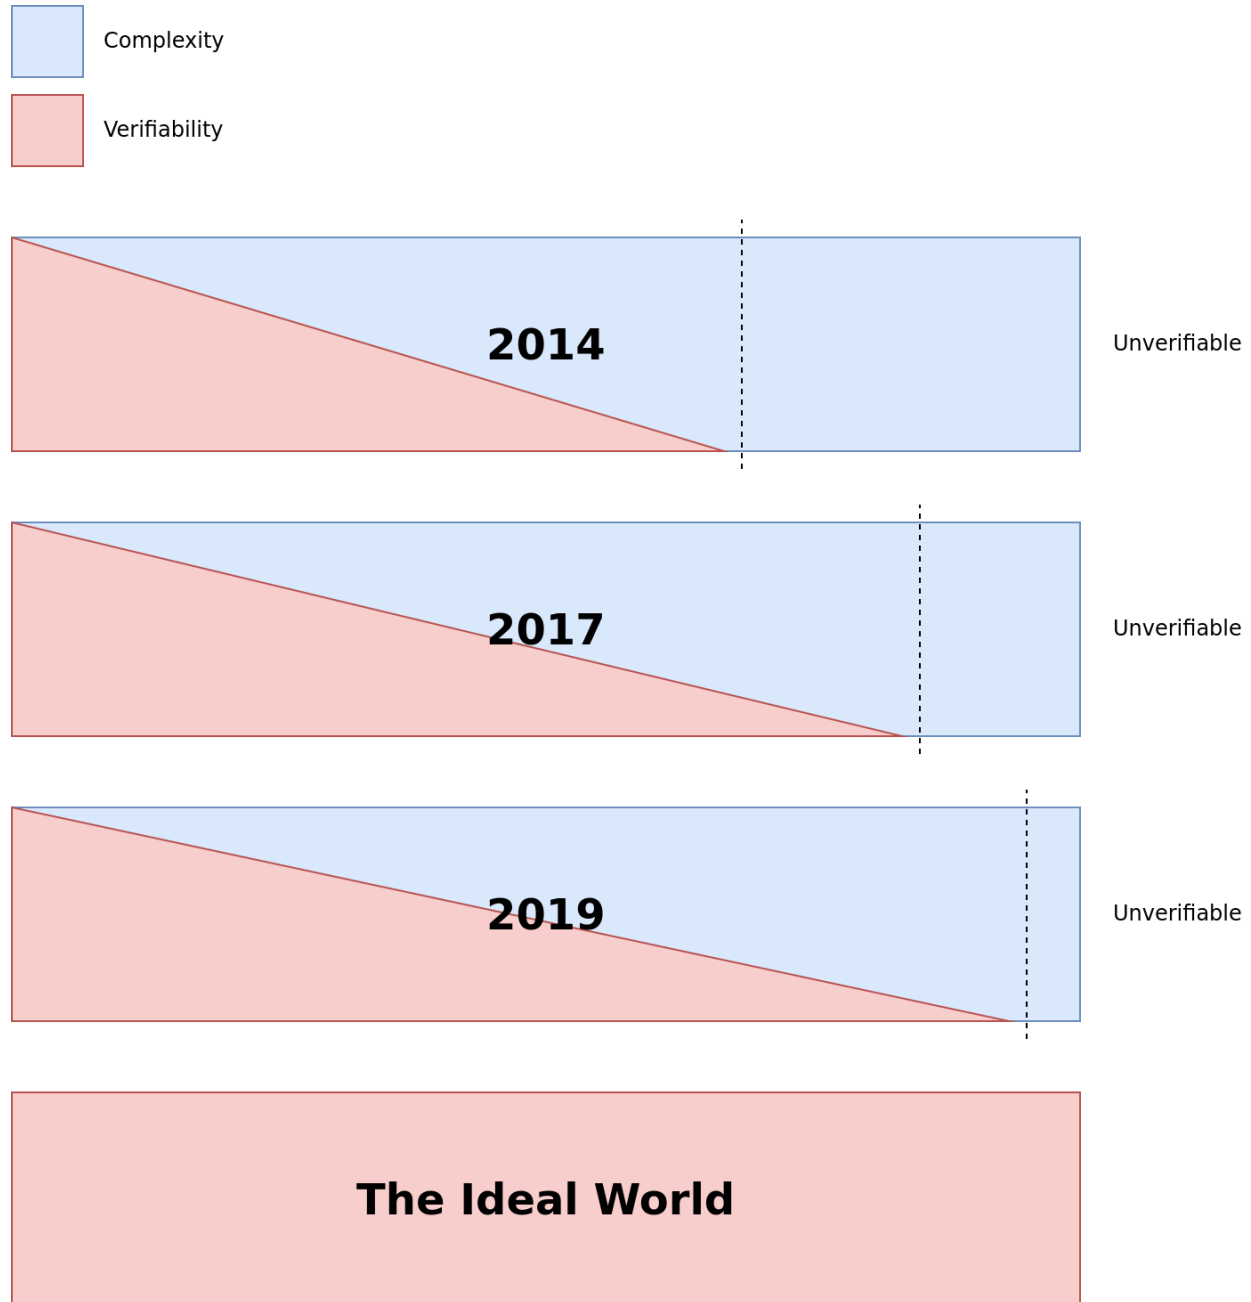 Complexity
Verifiability
2014
Unverifiable
2017
Unverifiable
2019
Unverifiable
The Ideal World